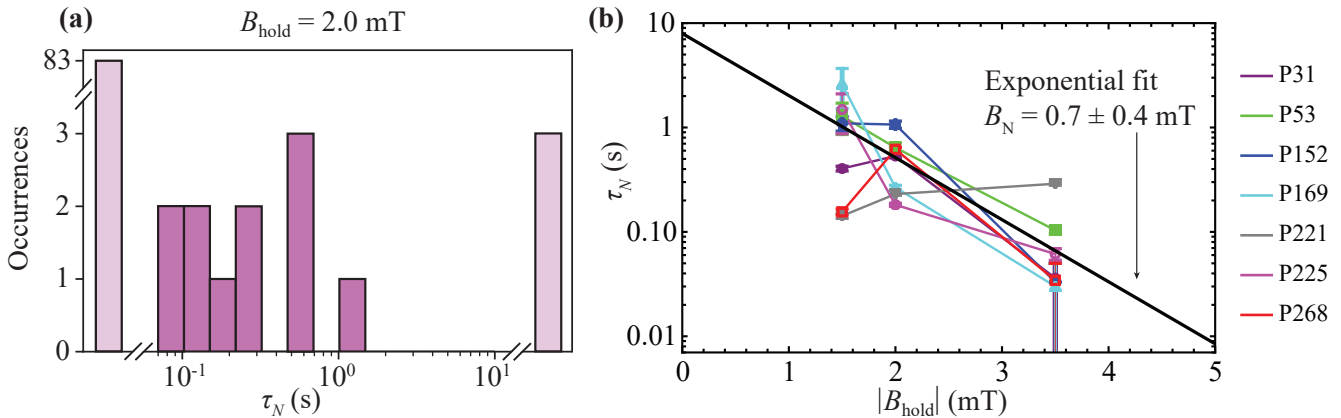 (a)
B_hold = 2.0 mT
83
3
2
1
0
Occurrences
10^-1
10^0
10^1
τ_N (s)
(b)
10
1
0.10
0.01
τ_N (s)
0
1
2
3
4
5
|B_hold| (mT)
Exponential fit
B_N = 0.7 ± 0.4 mT
P31
P53
P152
P169
P221
P225
P268